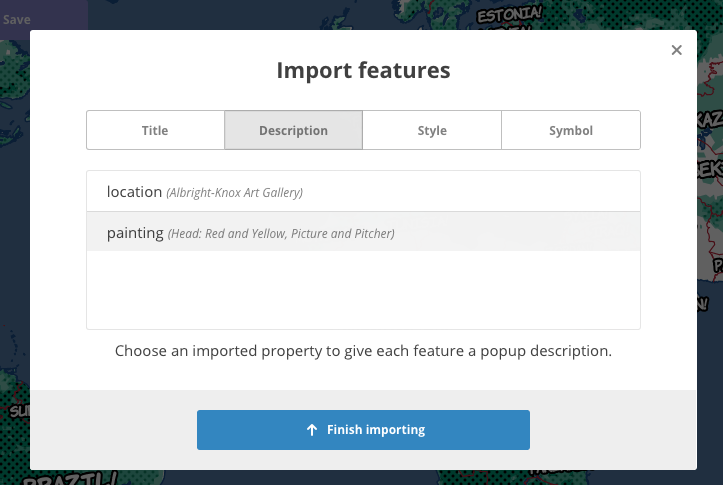 Save
ESTONIA!
Import features
×
Title
Description
Style
Symbol
location (Albright-Knox Art Gallery)
painting (Head: Red and Yellow, Picture and Pitcher)
Choose an imported property to give each feature a popup description.
Finish importing